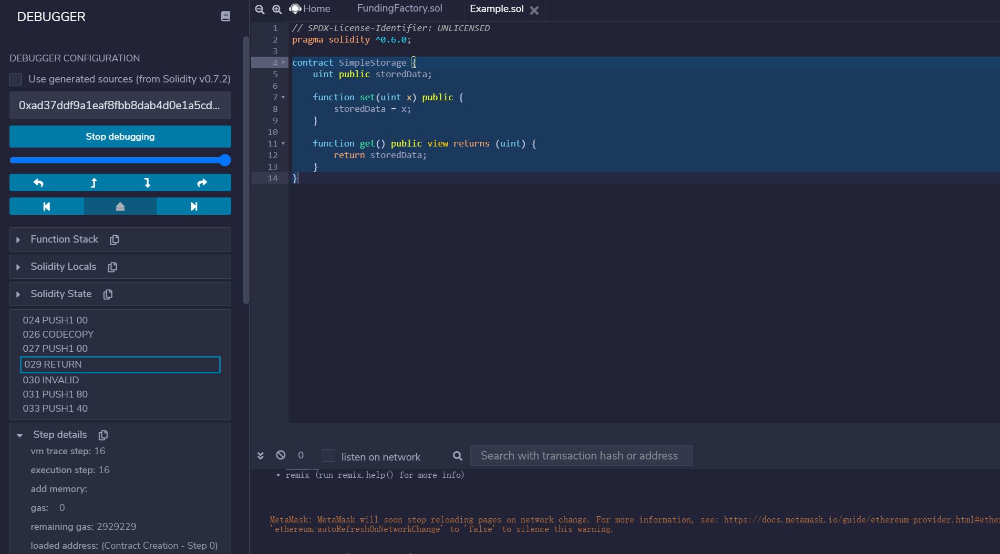 DEBUGGER
DEBUGGER CONFIGURATION
Use generated sources (from Solidity v0.7.2)
0xad37ddf9a1eaf8fbb8dab4d0e1a5cd...
Stop debugging
Function Stack
Solidity Locals
Solidity State
024 PUSH1 00
026 CODECOPY
027 PUSH1 00
029 RETURN
030 INVALID
031 PUSH1 80
033 PUSH1 40
Step details
vm trace step: 16
execution step: 16
add memory:
gas: 0
remaining gas: 2929229
loaded address: (Contract Creation - Step 0)
Home
FundingFactory.sol
Example.sol
1 // SPDX-License-Identifier: UNLICENSED
2 pragma solidity ^0.6.0;
3
4 contract SimpleStorage {
5     uint public storedData;
6
7     function set(uint x) public {
8         storedData = x;
9     }
10
11     function get() public view returns (uint) {
12         return storedData;
13     }
14 }
0
listen on network
Search with transaction hash or address
• remix (run remix.help() for more info)
MetaMask: MetaMask will soon stop reloading pages on network change. For more information, see: https://docs.metamask.io/guide/ethereum-provider.html#ether
'ethereum.autoRefreshOnNetworkChange' to 'false' to silence this warning.